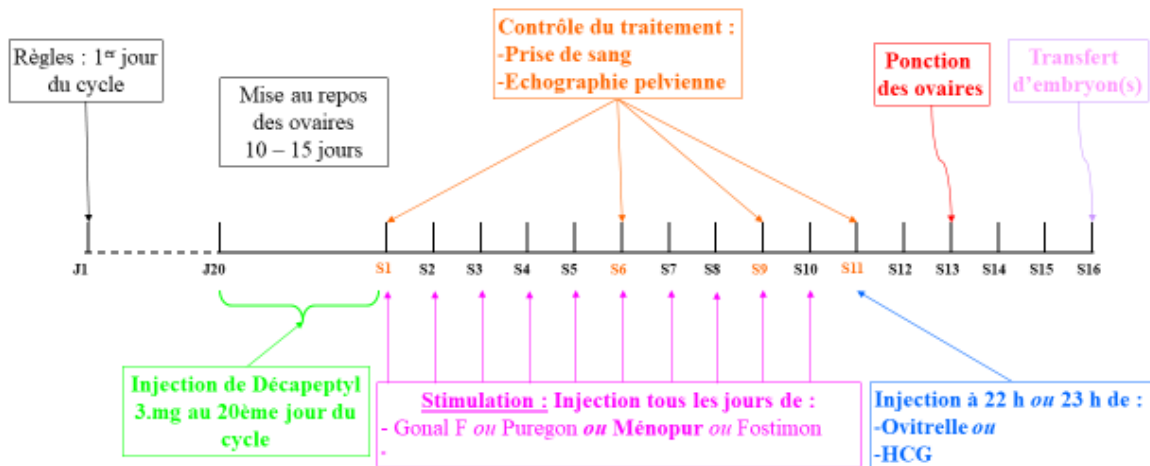 Règles : 1er jour
du cycle
Mise au repos
des ovaires
10 – 15 jours
Contrôle du traitement :
-Prise de sang
-Echographie pelvienne
Ponction
des ovaires
Transfert
d'embryon(s)
J1
J20
S1
S2
S3
S4
S5
S6
S7
S8
S9
S10
S11
S12
S13
S14
S15
S16
Injection de Décapeptyl
3.mg au 20ème jour du
cycle
Stimulation : Injection tous les jours de :
- Gonal F ou Puregon ou Ménopur ou Fostimon
-
Injection à 22 h ou 23 h de :
-Ovitrelle ou
-HCG